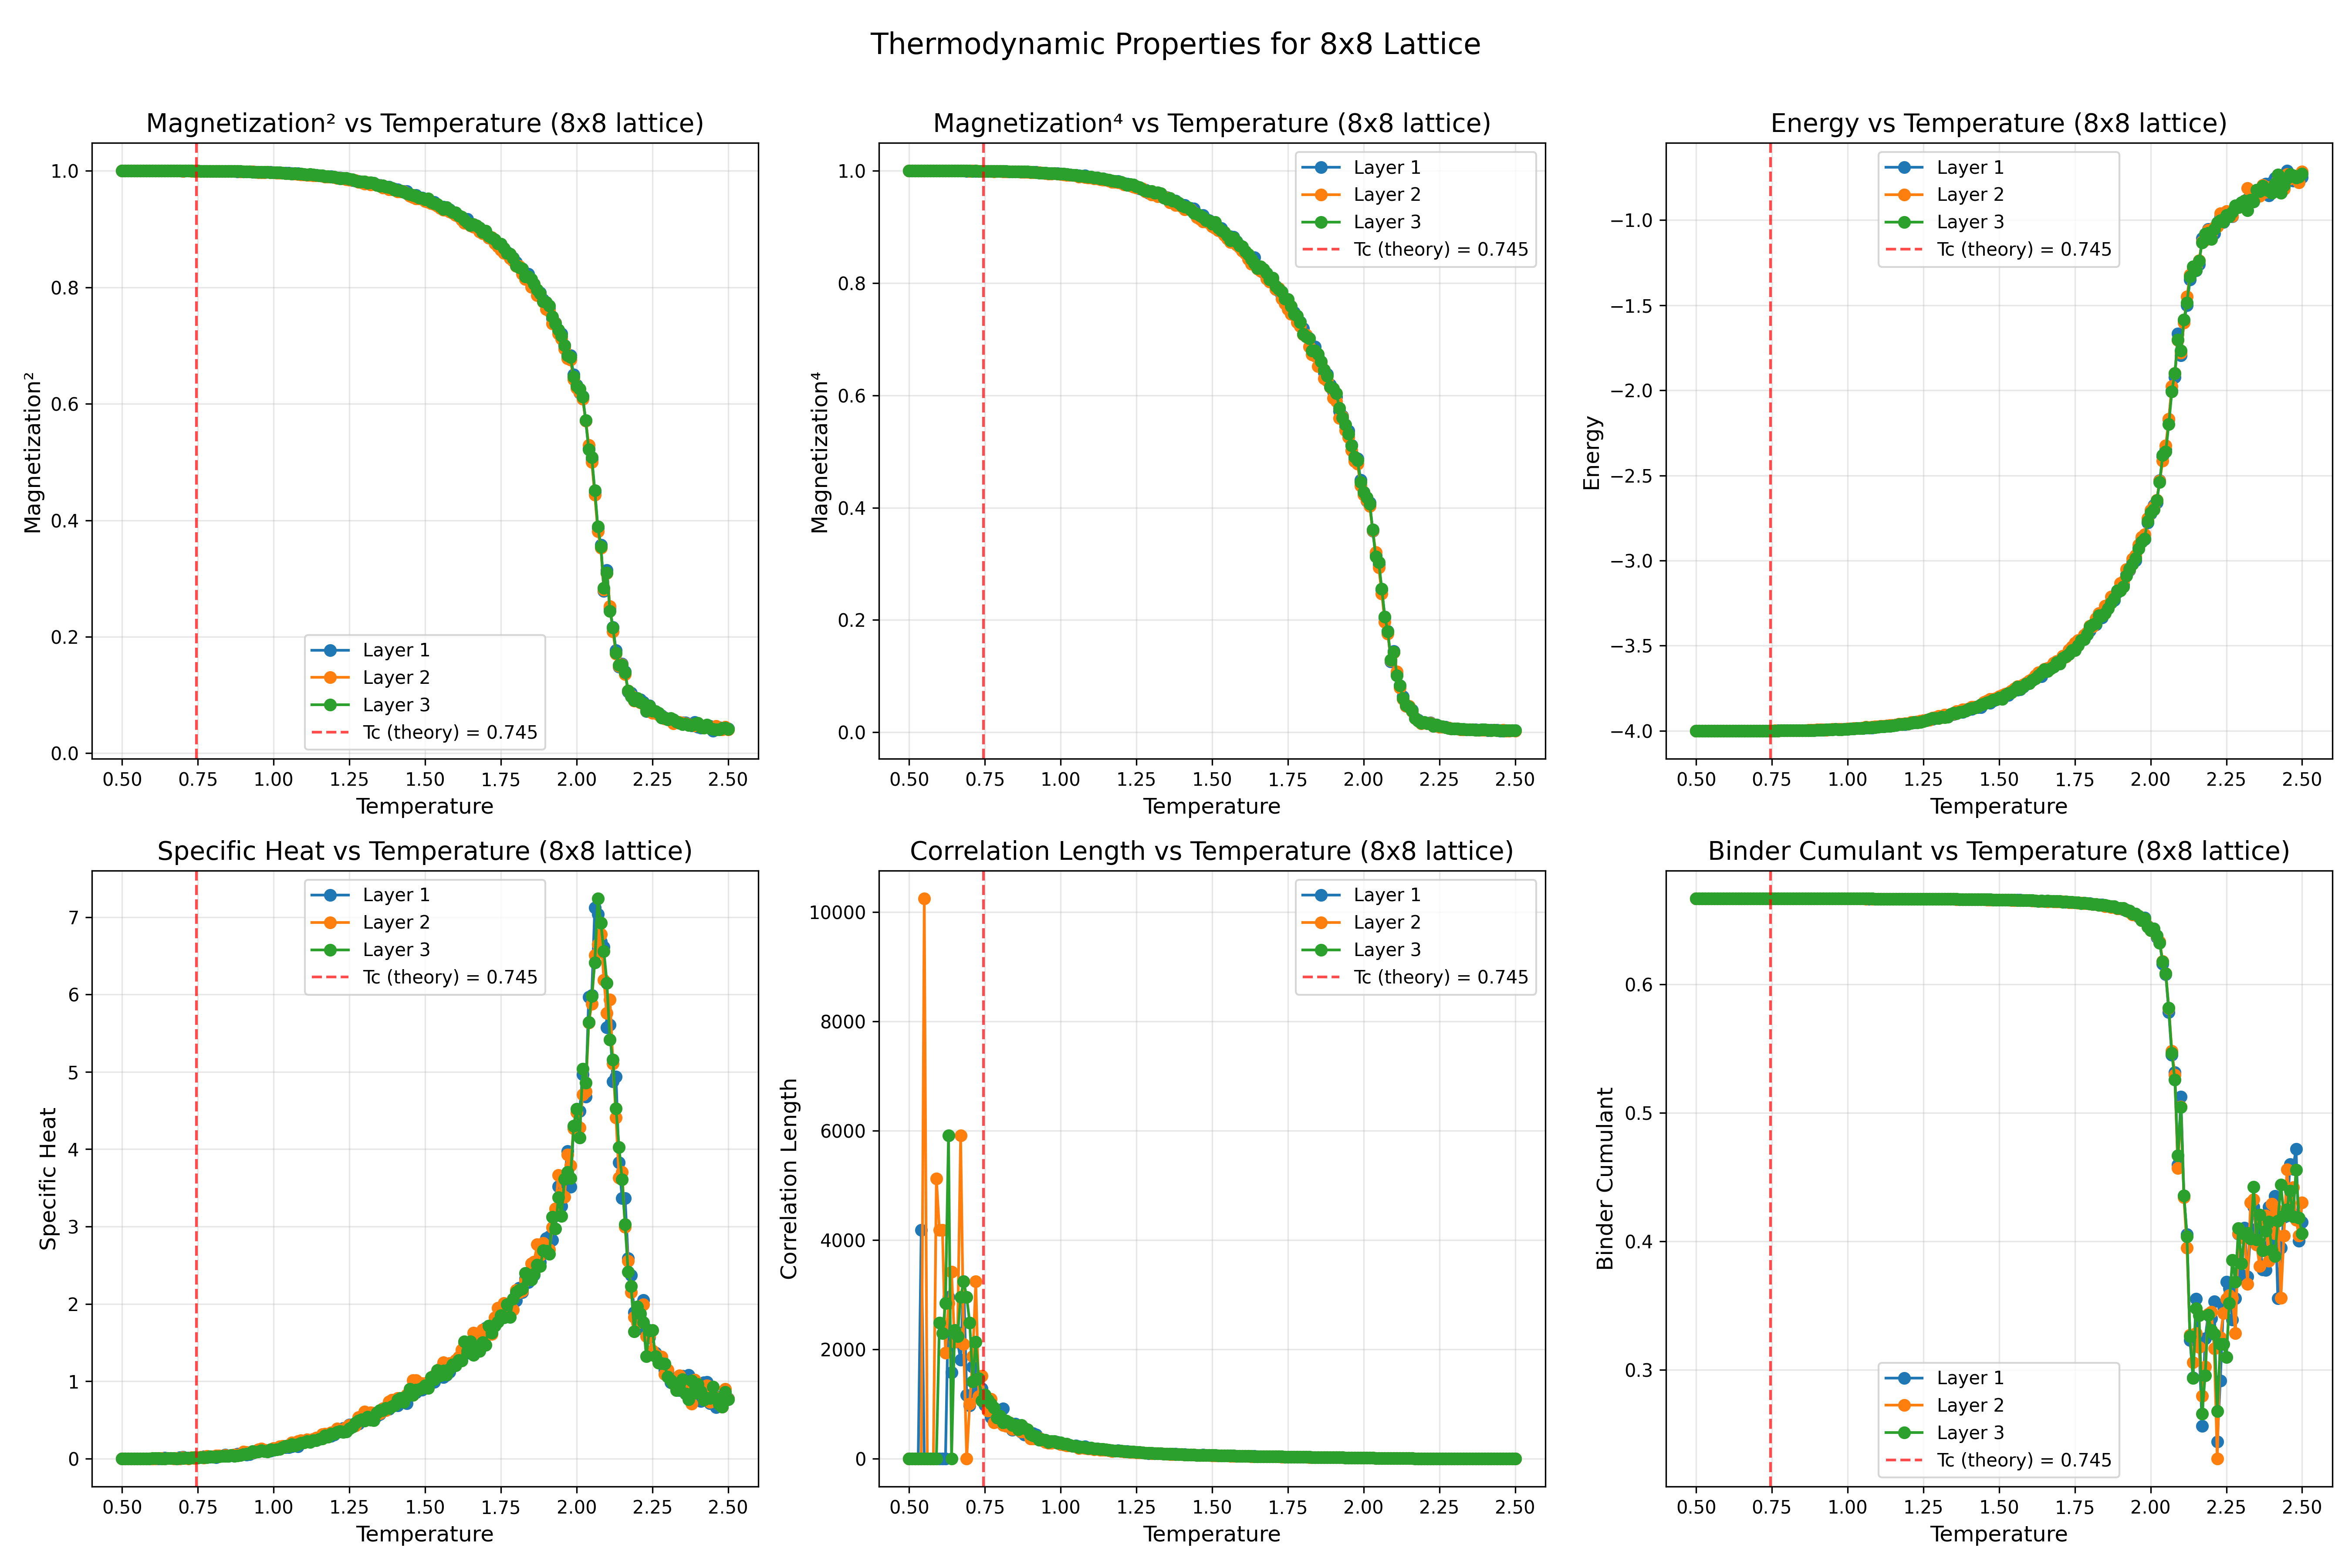 Thermodynamic Properties for 8x8 Lattice
Magnetization² vs Temperature (8x8 lattice)
Magnetization²
1.0
0.8
0.6
0.4
0.2
0.0
Layer 1
Layer 2
Layer 3
Tc (theory) = 0.745
0.50 0.75 1.00 1.25 1.50 1.75 2.00 2.25 2.50
Temperature
Magnetization⁴ vs Temperature (8x8 lattice)
Magnetization⁴
1.0
0.8
0.6
0.4
0.2
0.0
Layer 1
Layer 2
Layer 3
Tc (theory) = 0.745
0.50 0.75 1.00 1.25 1.50 1.75 2.00 2.25 2.50
Temperature
Energy vs Temperature (8x8 lattice)
Energy
−1.0
−1.5
−2.0
−2.5
−3.0
−3.5
−4.0
Layer 1
Layer 2
Layer 3
Tc (theory) = 0.745
0.50 0.75 1.00 1.25 1.50 1.75 2.00 2.25 2.50
Temperature
Specific Heat vs Temperature (8x8 lattice)
Specific Heat
7
6
5
4
3
2
1
0
Layer 1
Layer 2
Layer 3
Tc (theory) = 0.745
0.50 0.75 1.00 1.25 1.50 1.75 2.00 2.25 2.50
Temperature
Correlation Length vs Temperature (8x8 lattice)
Correlation Length
10000
8000
6000
4000
2000
0
Layer 1
Layer 2
Layer 3
Tc (theory) = 0.745
0.50 0.75 1.00 1.25 1.50 1.75 2.00 2.25 2.50
Temperature
Binder Cumulant vs Temperature (8x8 lattice)
Binder Cumulant
0.6
0.5
0.4
0.3
Layer 1
Layer 2
Layer 3
Tc (theory) = 0.745
0.50 0.75 1.00 1.25 1.50 1.75 2.00 2.25 2.50
Temperature